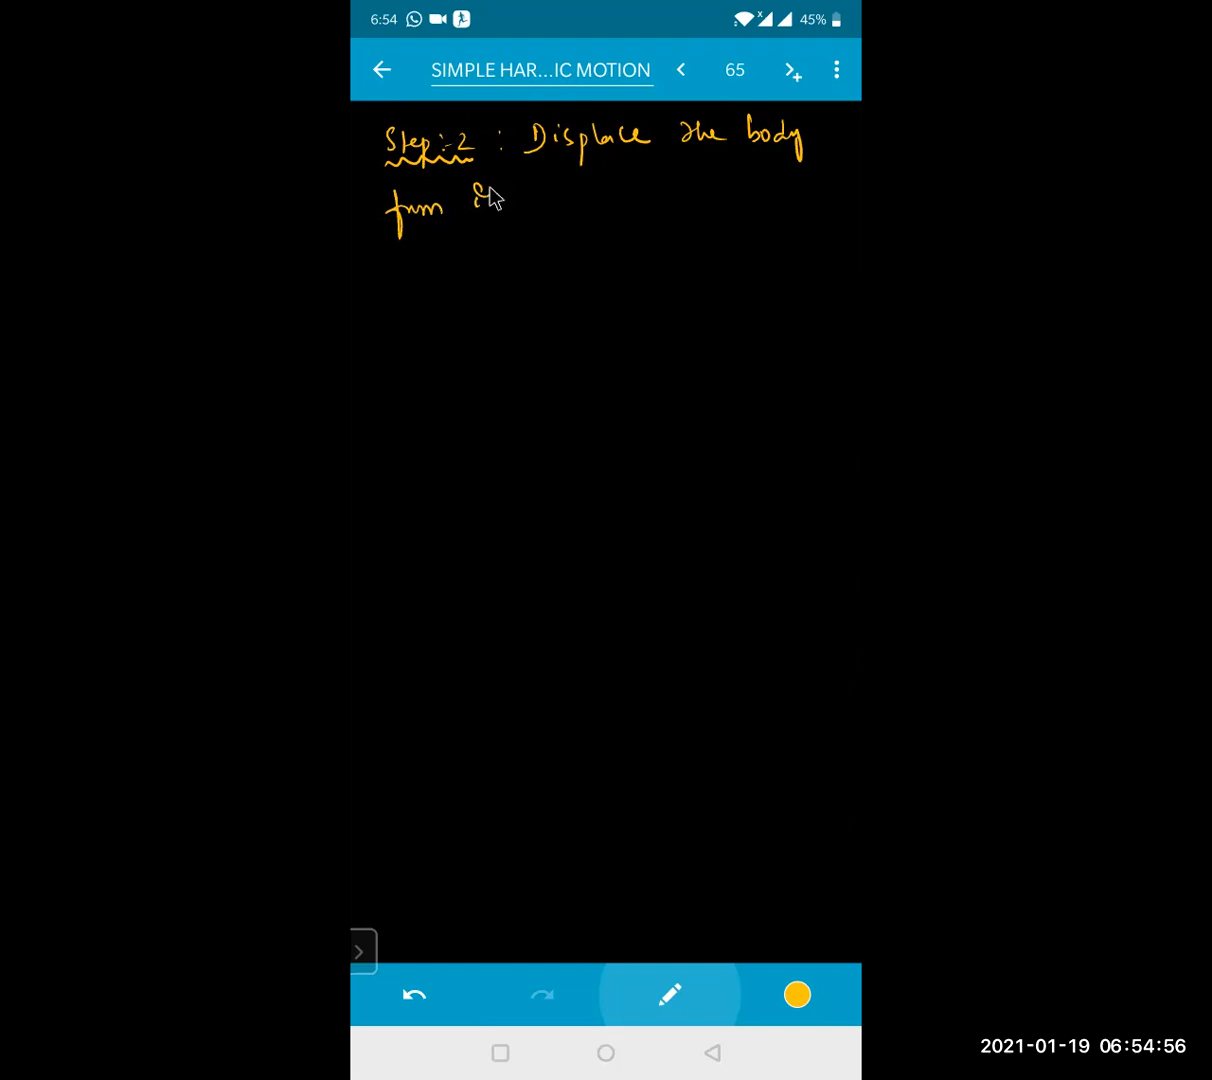 6:54 45%
SIMPLE HAR...IC MOTION 65
Step:-2 : Displace the body
from
2021-01-19 06:54:56